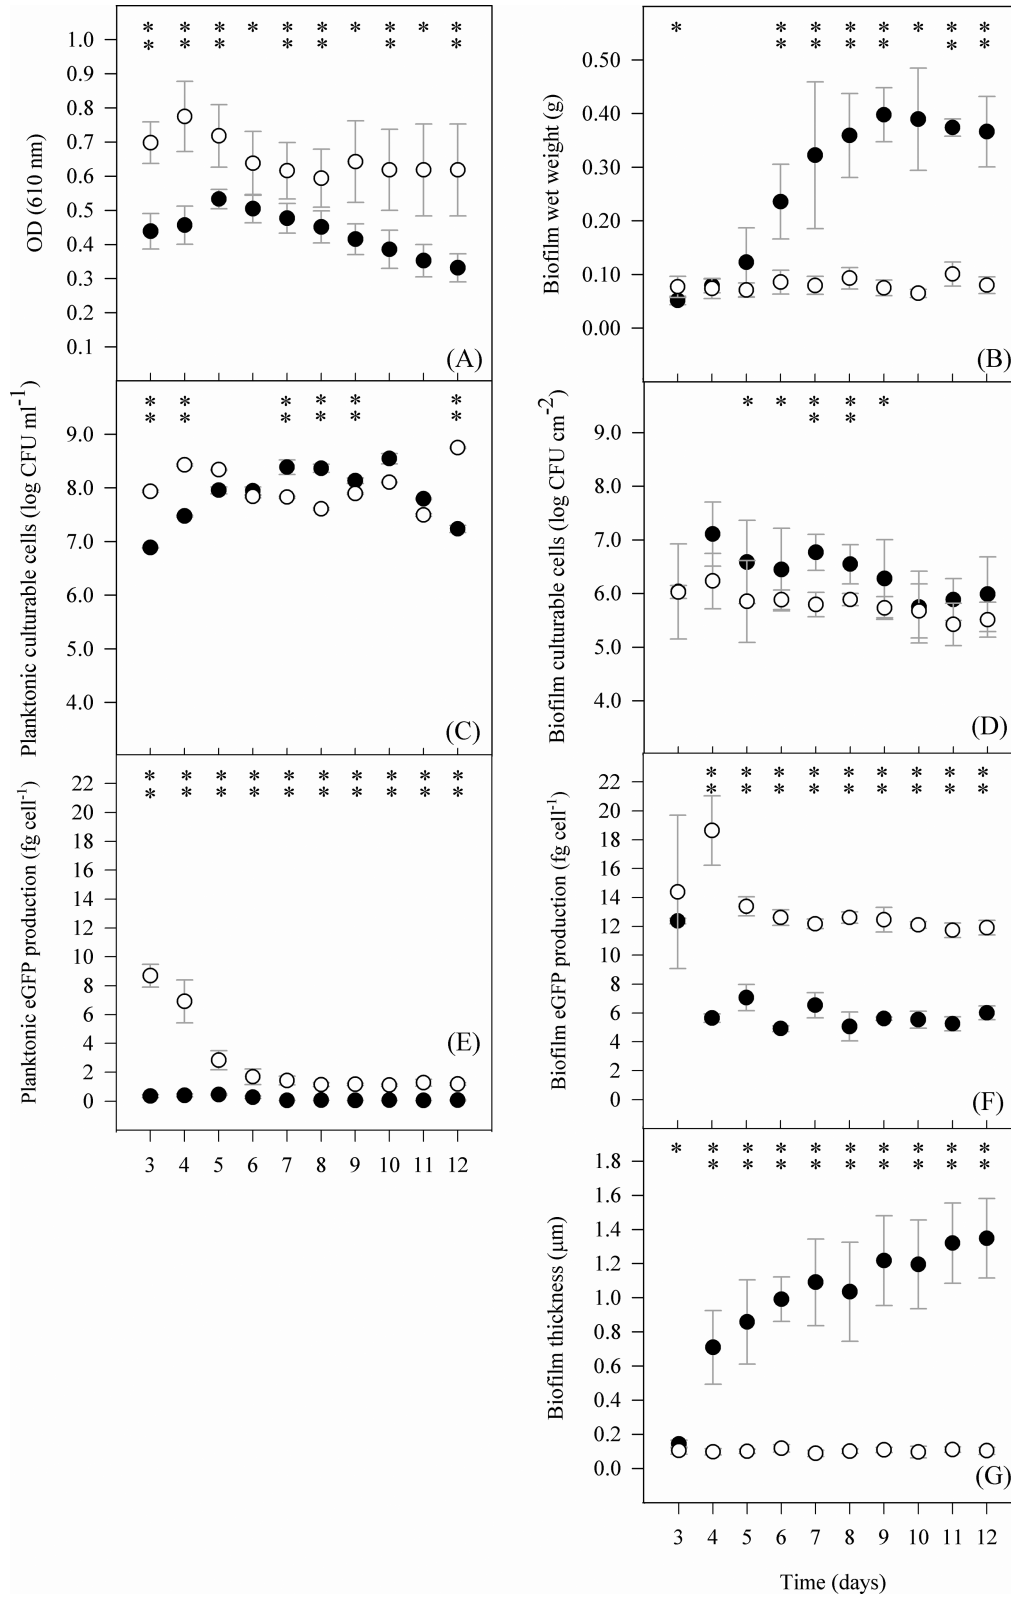 * * * * * * * * * *
* * * * * * *
1.0
0.9
0.8
0.7
0.6
0.5
0.4
0.3
0.2
0.1
OD (610 nm)
(A)
* * * * * * * *
* * * * * *
0.50
0.40
0.30
0.20
0.10
0.00
Biofilm wet weight (g)
(B)
* * * * * *
* * * * * *
9.0
8.0
7.0
6.0
5.0
4.0
Planktonic culturable cells (log CFU ml⁻¹)
(C)
* * * * *
* *
9.0
8.0
7.0
6.0
5.0
4.0
Biofilm culturable cells (log CFU cm⁻²)
(D)
* * * * * * * * * *
* * * * * * * * * *
22
20
18
16
14
12
10
8
6
4
2
0
Planktonic eGFP production (fg cell⁻¹)
(E)
3 4 5 6 7 8 9 10 11 12
* * * * * * * * *
* * * * * * * * *
22
20
18
16
14
12
10
8
6
4
2
0
Biofilm eGFP production (fg cell⁻¹)
(F)
* * * * * * * * * *
* * * * * * * * *
1.8
1.6
1.4
1.2
1.0
0.8
0.6
0.4
0.2
0.0
Biofilm thickness (µm)
(G)
3 4 5 6 7 8 9 10 11 12
Time (days)